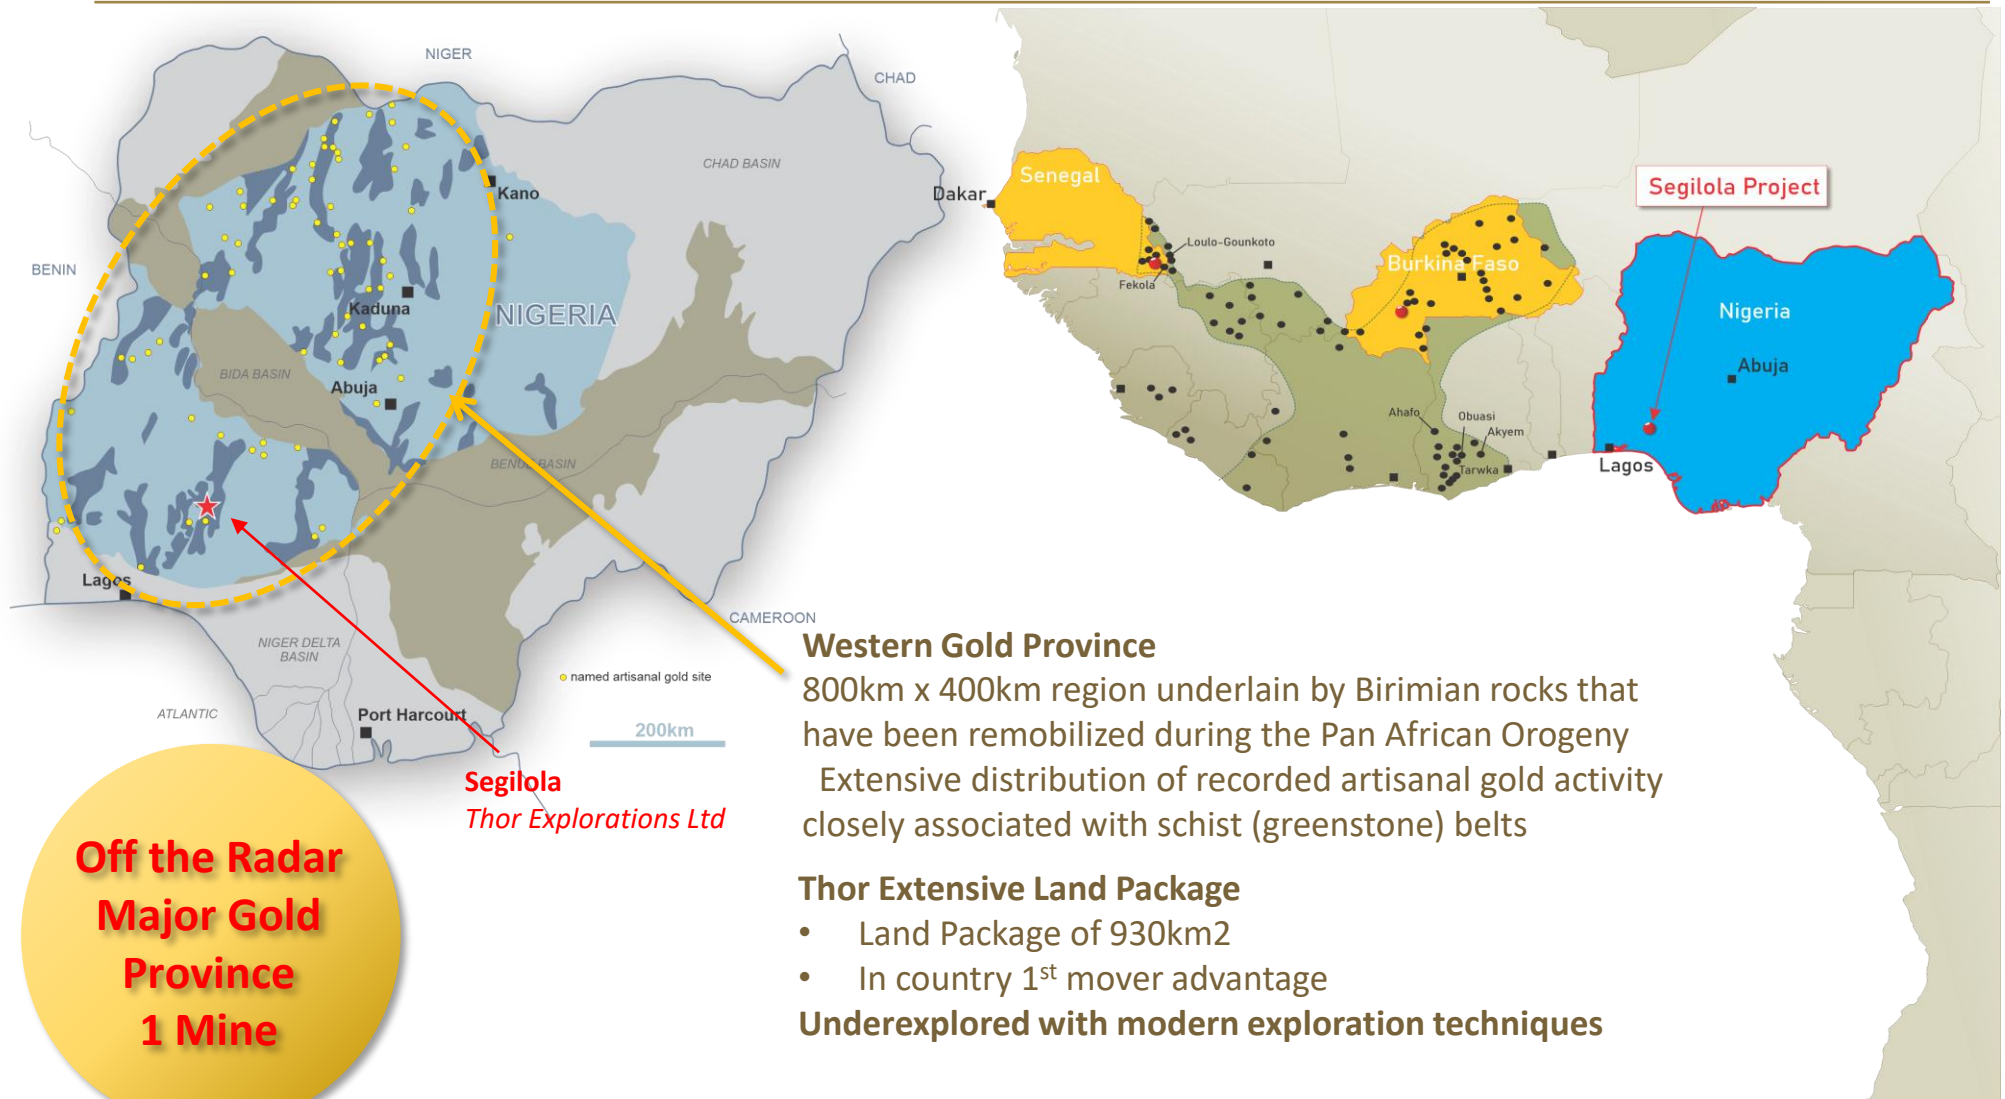 NIGER
CHAD
CHAD BASIN
Kano
BENIN
Kaduna
NIGERIA
BIDA BASIN
Abuja
BENUE BASIN
Lagos
CAMEROON
NIGER DELTA
BASIN
named artisanal gold site
ATLANTIC
Port Harcourt
200km
Segilola
Thor Explorations Ltd
Off the Radar
Major Gold
Province
1 Mine
Senegal
Dakar
Segilola Project
Loulo-Gounkoto
Burkina Faso
Fekola
Nigeria
Abuja
Ahafo
Obuasi
Akyem
Tarwka
Lagos
Western Gold Province
800km x 400km region underlain by Birimian rocks that
have been remobilized during the Pan African Orogeny
Extensive distribution of recorded artisanal gold activity
closely associated with schist (greenstone) belts
Thor Extensive Land Package
• Land Package of 930km2
• In country 1st mover advantage
Underexplored with modern exploration techniques